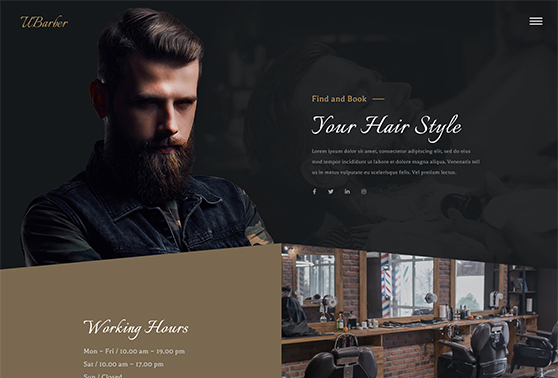 UBarber
Find and Book
Your Hair Style
Lorem ipsum dolor sit amet, consectetur adipiscing elit, sed do eius
mod tempor incididunt ut labore et dolore magna aliqua. Venenatis tell
us in metus vulputate eu scelerisque felis. Vel pretium lectus.
Working Hours
Mon – Fri / 10.00 am – 19.00 pm
Sat / 10.00 am – 17.00 pm
Sun / Closed